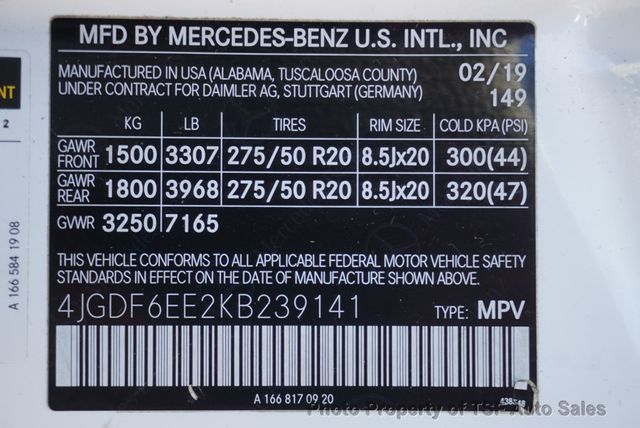 MFD BY MERCEDES-BENZ U.S. INTL., INC
MANUFACTURED IN USA (ALABAMA, TUSCALOOSA COUNTY) 02/19
UNDER CONTRACT FOR DAIMLER AG, STUTTGART (GERMANY) 149
KG LB TIRES RIM SIZE COLD KPA (PSI)
GAWR FRONT 1500 3307 275/50 R20 8.5Jx20 300(44)
GAWR REAR 1800 3968 275/50 R20 8.5Jx20 320(47)
GVWR 3250 7165
THIS VEHICLE CONFORMS TO ALL APPLICABLE FEDERAL MOTOR VEHICLE SAFETY
STANDARDS IN EFFECT ON THE DATE OF MANUFACTURE SHOWN ABOVE.
4JGDF6EE2KB239141 TYPE: MPV
A 166 817 09 20
NT
2
A 166 584 19 08
Photo Property of TSP Auto Sales